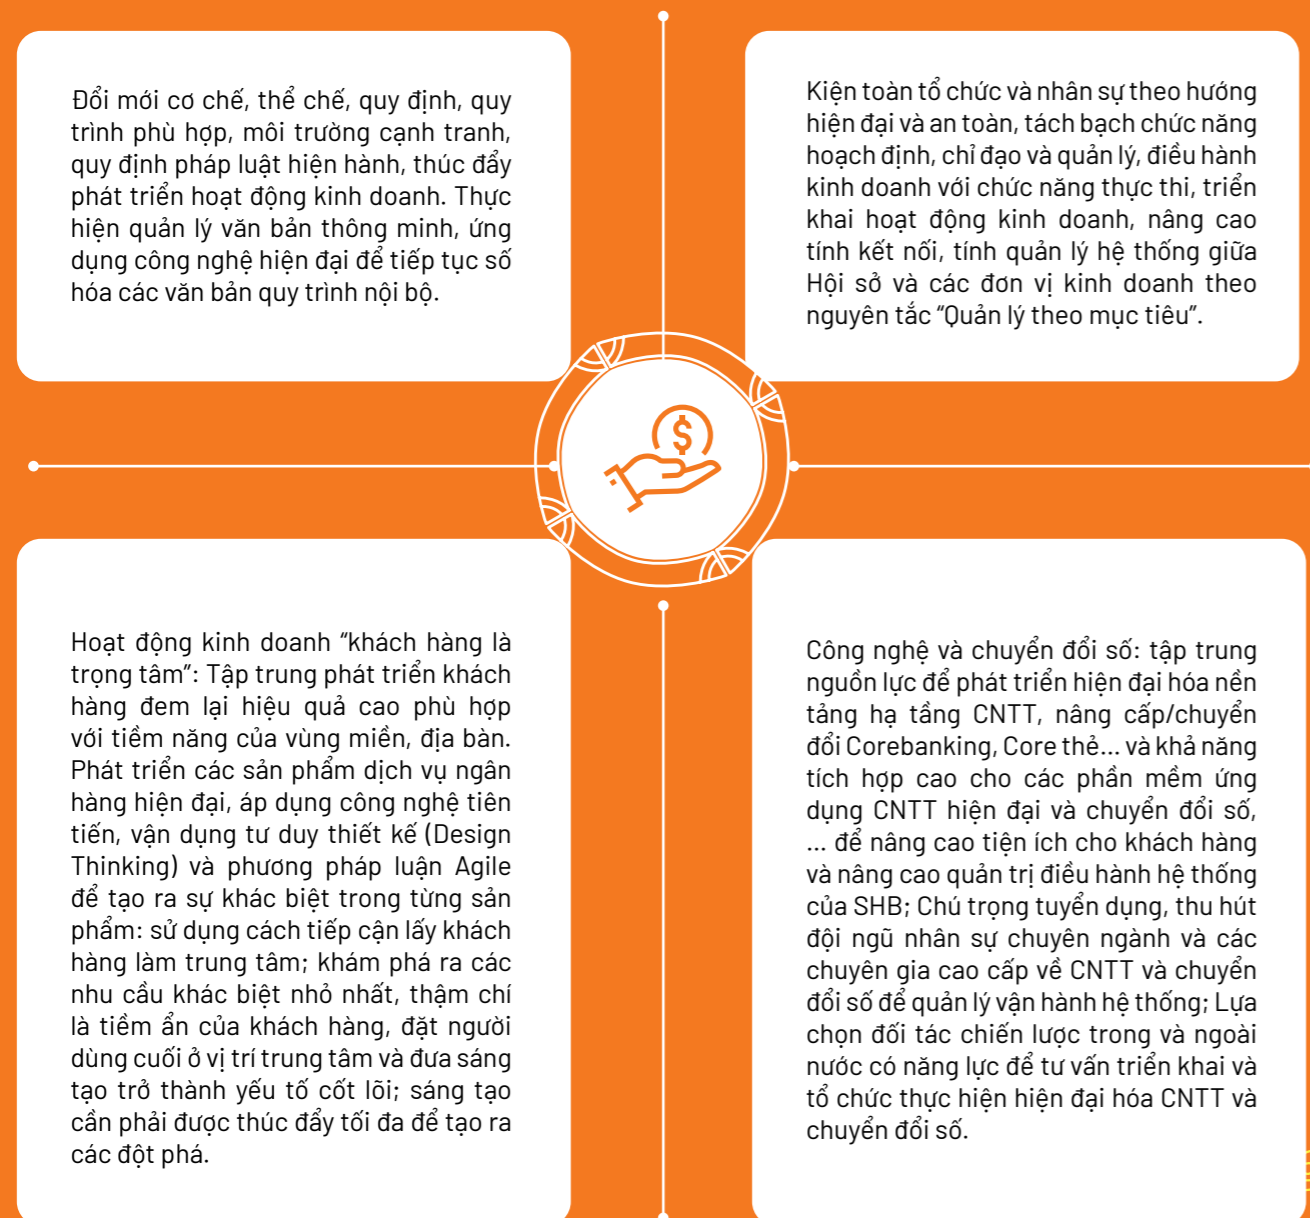 Đổi mới cơ chế, thể chế, quy định, quy
trình phù hợp, môi trường cạnh tranh,
quy định pháp luật hiện hành, thúc đẩy
phát triển hoạt động kinh doanh. Thực
hiện quản lý văn bản thông minh, ứng
dụng công nghệ hiện đại để tiếp tục số
hóa các văn bản quy trình nội bộ.
Kiện toàn tổ chức và nhân sự theo hướng
hiện đại và an toàn, tách bạch chức năng
hoạch định, chỉ đạo và quản lý, điều hành
kinh doanh với chức năng thực thi, triển
khai hoạt động kinh doanh, nâng cao
tính kết nối, tính quản lý hệ thống giữa
Hội sở và các đơn vị kinh doanh theo
nguyên tắc “Quản lý theo mục tiêu”.
$
Hoạt động kinh doanh “khách hàng là
trọng tâm”: Tập trung phát triển khách
hàng đem lại hiệu quả cao phù hợp
với tiềm năng của vùng miền, địa bàn.
Phát triển các sản phẩm dịch vụ ngân
hàng hiện đại, áp dụng công nghệ tiên
tiến, vận dụng tư duy thiết kế (Design
Thinking) và phương pháp luận Agile
để tạo ra sự khác biệt trong từng sản
phẩm: sử dụng cách tiếp cận lấy khách
hàng làm trung tâm; khám phá ra các
nhu cầu khác biệt nhỏ nhất, thậm chí
là tiềm ẩn của khách hàng, đặt người
dùng cuối ở vị trí trung tâm và đưa sáng
tạo trở thành yếu tố cốt lõi; sáng tạo
cần phải được thúc đẩy tối đa để tạo ra
các đột phá.
Công nghệ và chuyển đổi số: tập trung
nguồn lực để phát triển hiện đại hóa nền
tảng hạ tầng CNTT, nâng cấp/chuyển
đổi Corebanking, Core thẻ... và khả năng
tích hợp cao cho các phần mềm ứng
dụng CNTT hiện đại và chuyển đổi số,
... để nâng cao tiện ích cho khách hàng
và nâng cao quản trị điều hành hệ thống
của SHB; Chú trọng tuyển dụng, thu hút
đội ngũ nhân sự chuyên ngành và các
chuyên gia cao cấp về CNTT và chuyển
đổi số để quản lý vận hành hệ thống; Lựa
chọn đối tác chiến lược trong và ngoài
nước có năng lực để tư vấn triển khai và
tổ chức thực hiện hiện đại hóa CNTT và
chuyển đổi số.